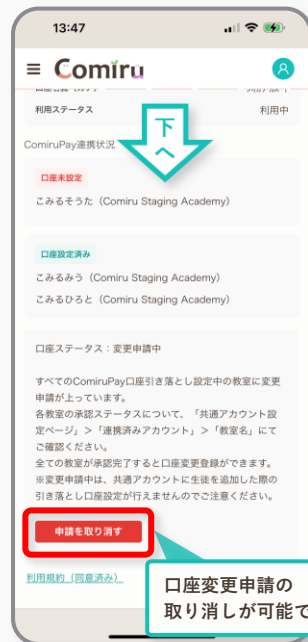 13:47
Comiru
利用ステータス 利用中
下
へ
ComiruPay連携状況
口座未設定
こみるそうた（Comiru Staging Academy）
口座設定済み
こみるみう（Comiru Staging Academy）
こみるひろと（Comiru Staging Academy）
口座ステータス：変更申請中
すべてのComiruPay口座引き落とし設定中の教室に変更
申請が上っています。
各教室の承認ステータスについて、「共通アカウント設
定ページ」＞「連携済みアカウント」＞「教室名」にて
ご確認ください。
全ての教室が承認完了すると口座変更登録ができます。
※変更申請中は、共通アカウントに生徒を追加した際の
引き落とし口座設定が行えませんのでご注意ください。
申請を取り消す
利用規約（同意済み）
口座変更申請の
取り消しが可能で